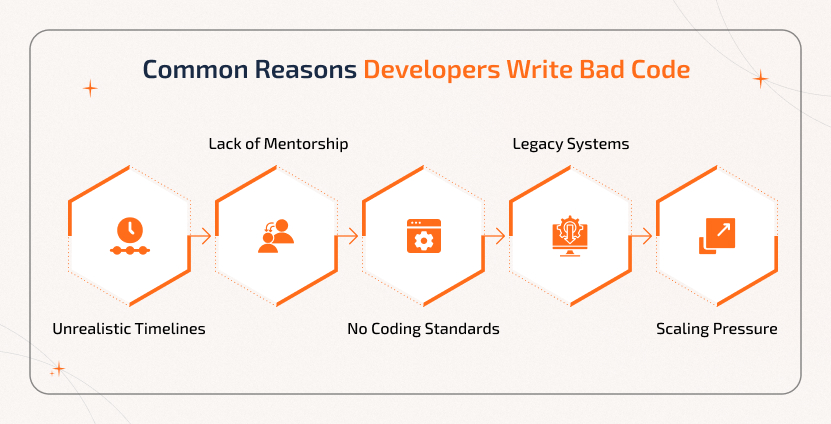 Common Reasons Developers Write Bad Code
Lack of Mentorship
Legacy Systems
Unrealistic Timelines
No Coding Standards
Scaling Pressure